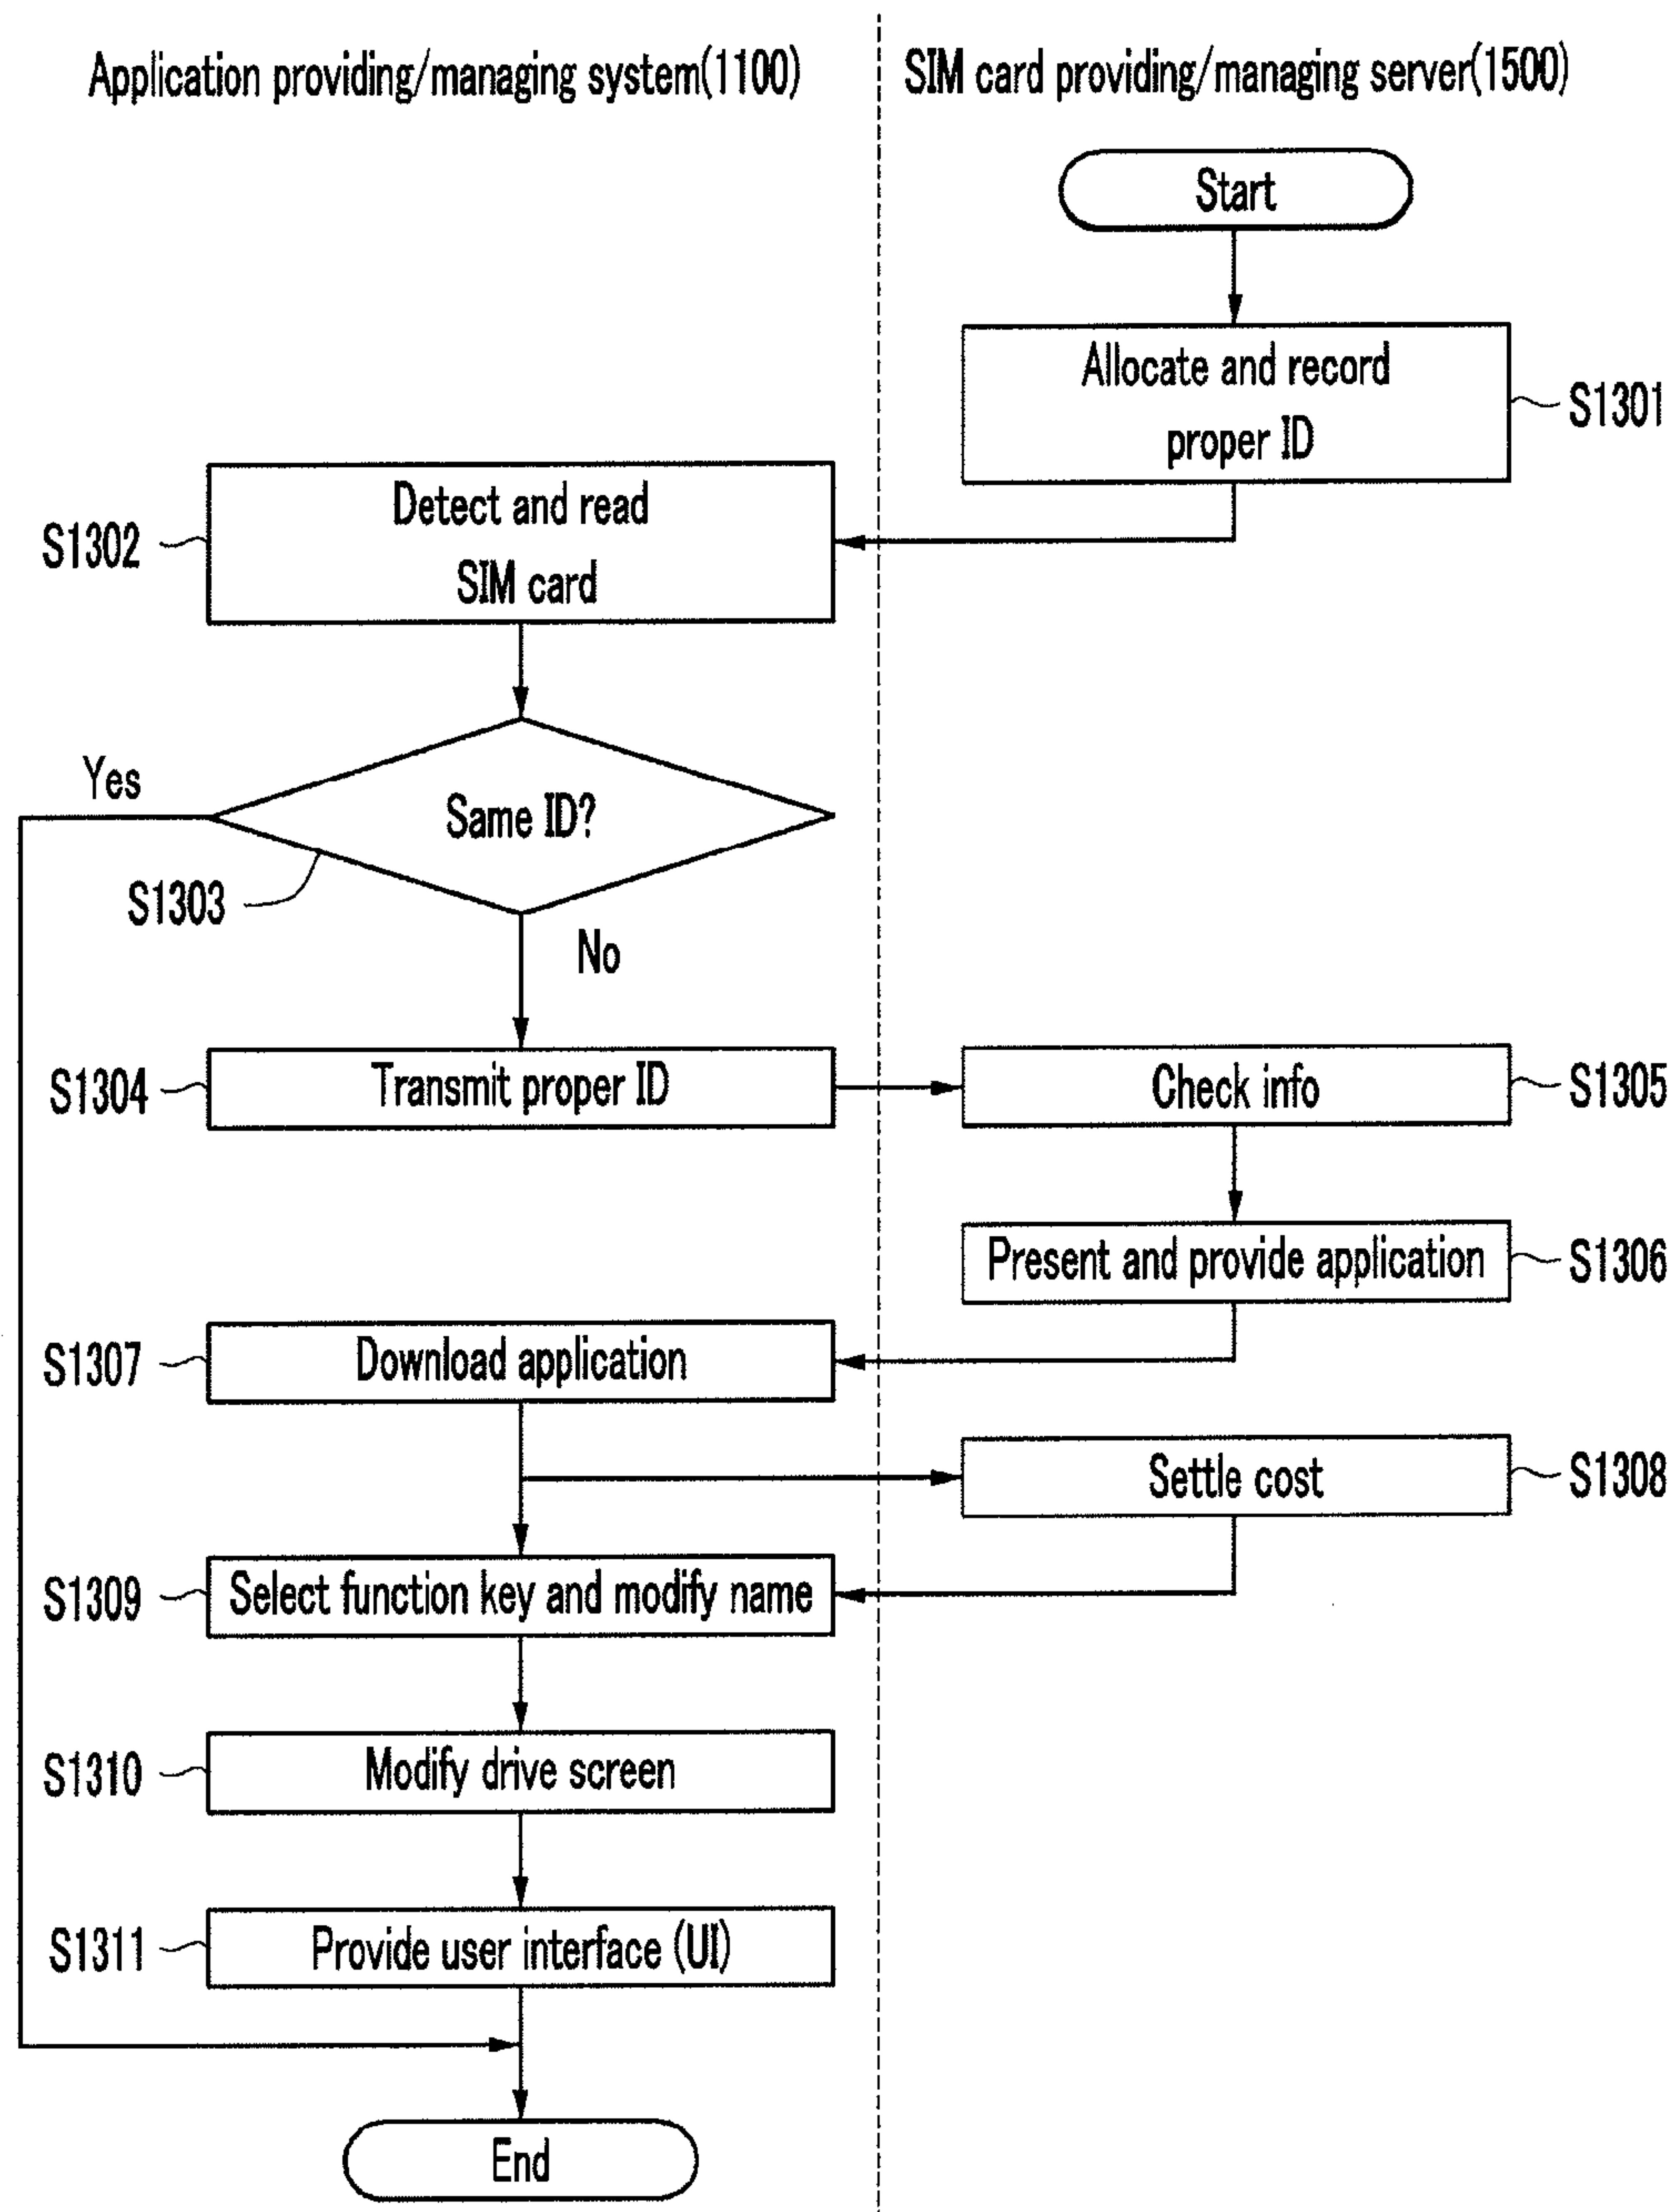 Application providing/managing system(1100)
SIM card providing/managing server(1500)
Start
Allocate and record
proper ID
S1301
Detect and read
SIM card
S1302
Yes
Same ID?
S1303
No
S1304
Transmit proper ID
Check info
S1305
Present and provide application
S1306
S1307
Download application
Settle cost
S1308
S1309
Select function key and modify name
S1310
Modify drive screen
S1311
Provide user interface (UI)
End